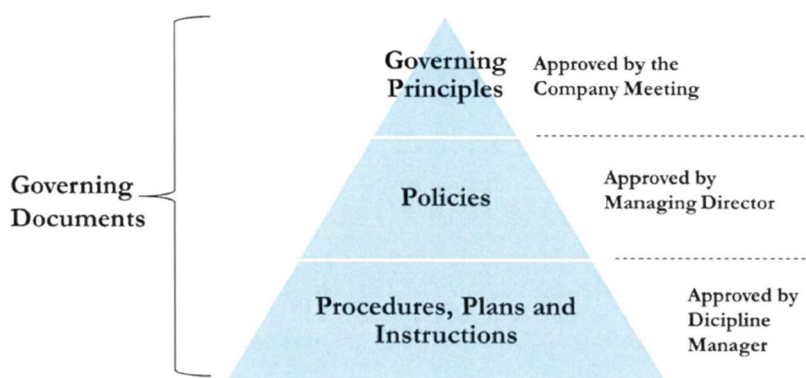 Governing
Principles
Approved by the
Company Meeting
Governing
Documents
Policies
Approved by
Managing Director
Procedures, Plans and
Instructions
Approved by
Dicipline
Manager